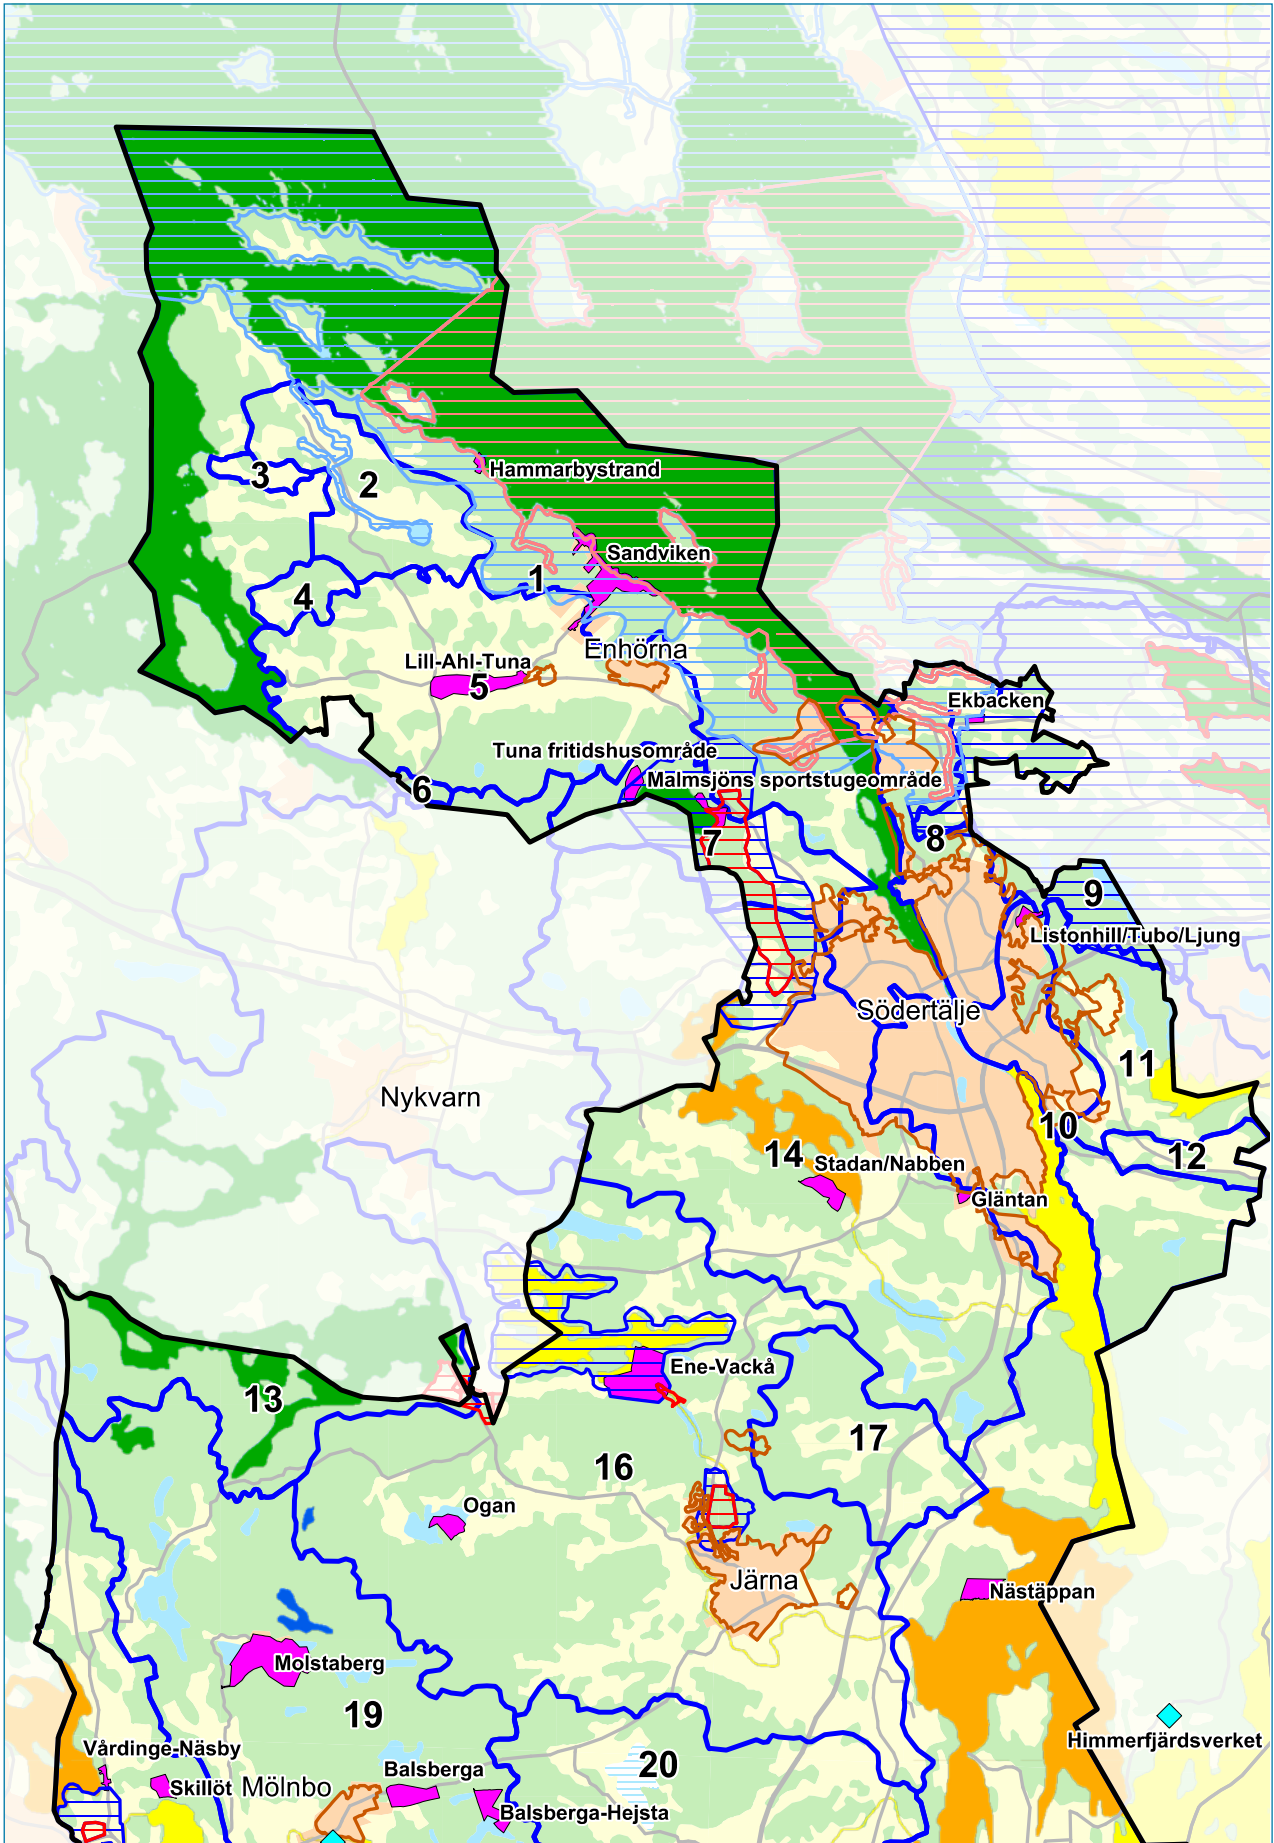 Hammarbystrand
3
2
Sandviken
1
4
Enhörna
Lill-Ahl-Tuna
5
Ekbacken
Tuna fritidshusområde
Malmsjöns sportstugeområde
6
7
8
9
Listonhill/Tubo/Ljung
Södertälje
11
Nykvarn
10
14
Stadan/Nabben
12
Gläntan
Ene-Vackå
13
17
16
Ogan
Järna
Nästäppan
Molstaberg
19
Himmerfjärdsverket
Vårdinge-Näsby
20
Balsberga
Skillöt
Mölnbo
Balsberga-Hejsta